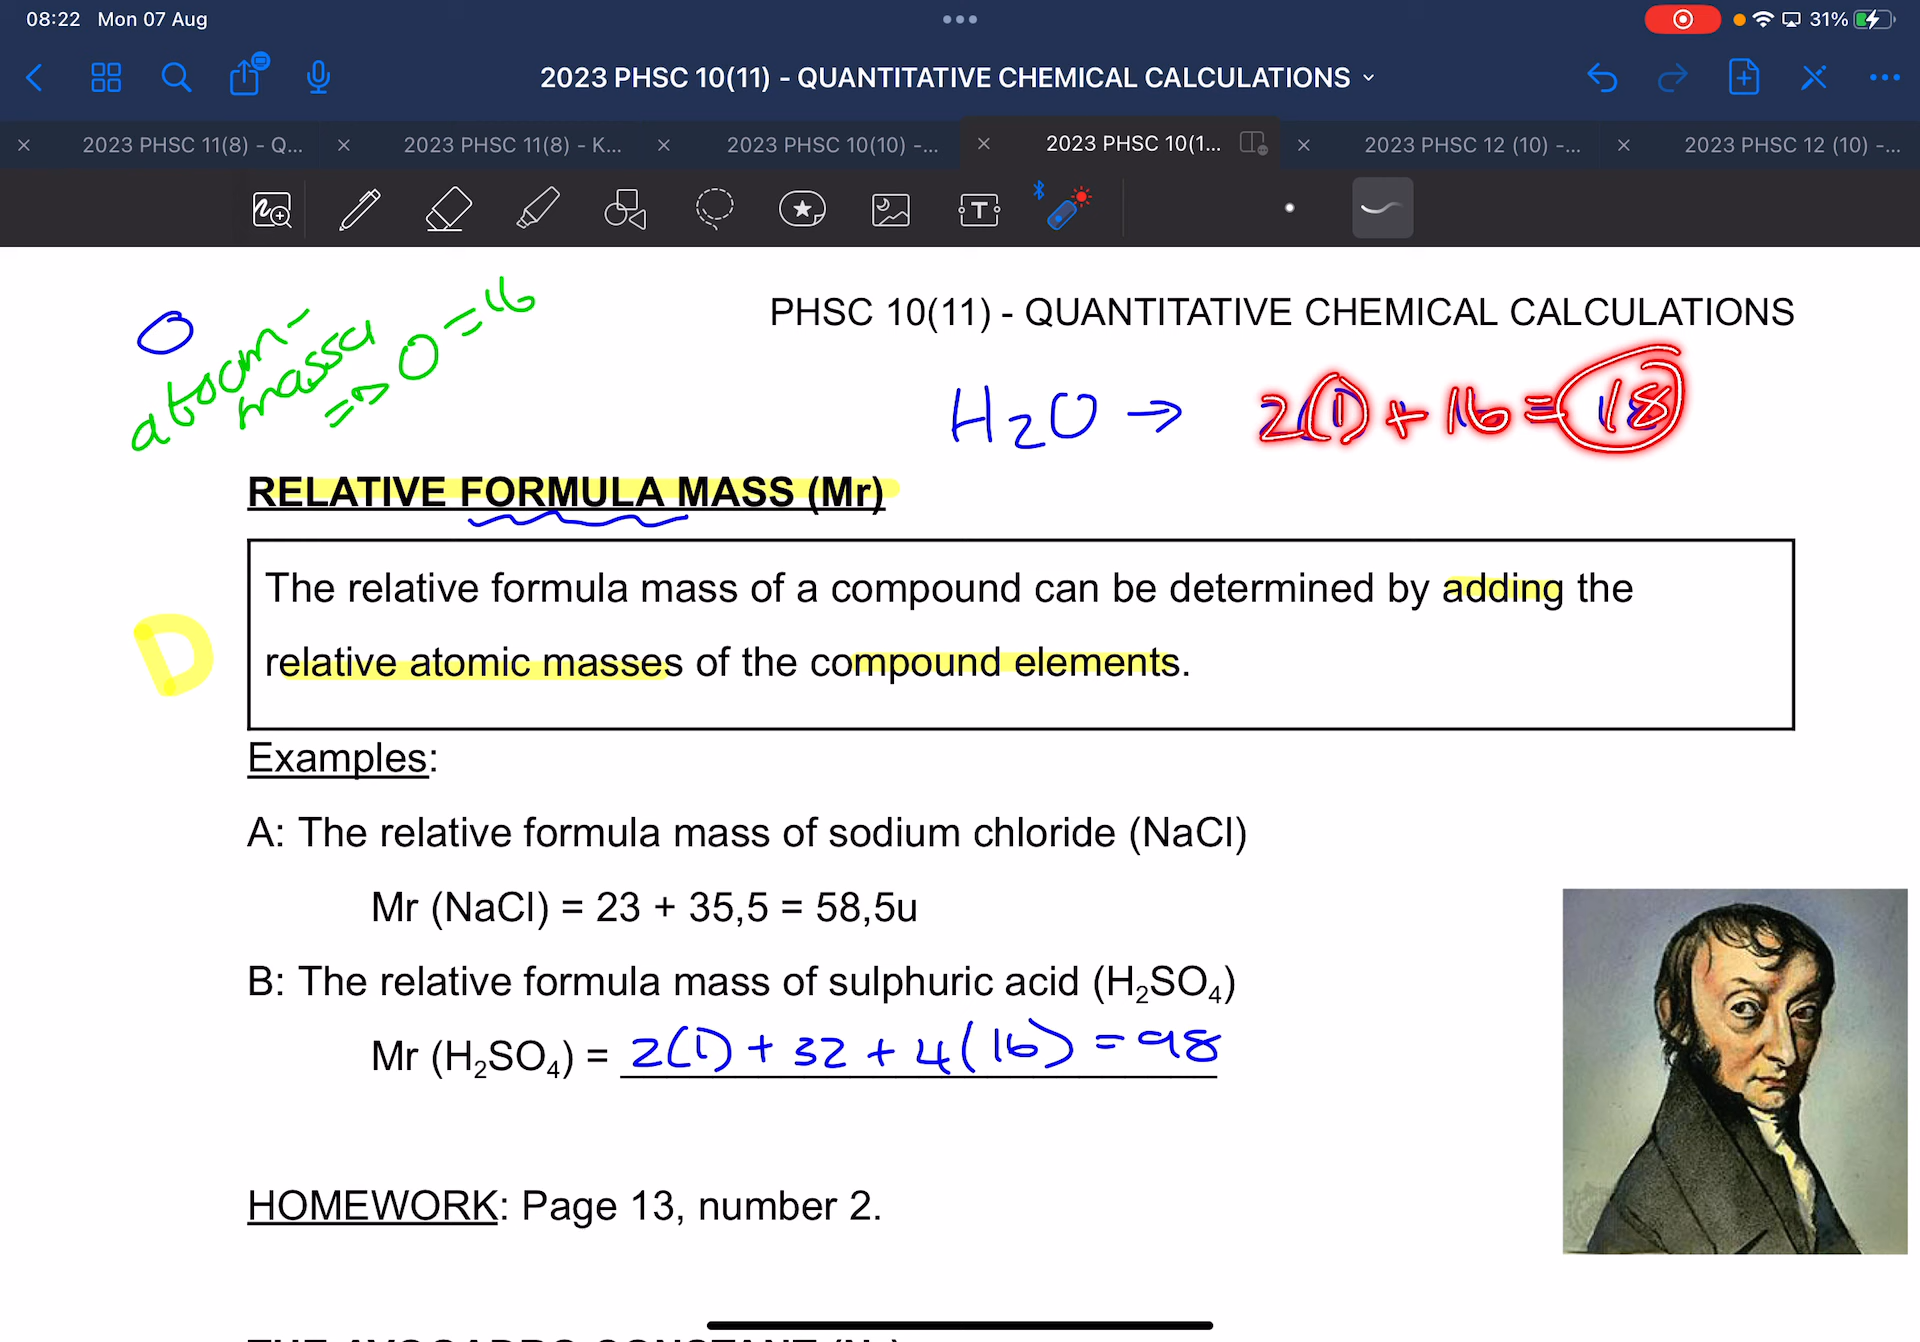 08:22 Mon 07 Aug
31%
2023 PHSC 10(11) - QUANTITATIVE CHEMICAL CALCULATIONS
2023 PHSC 11(8) - Q...
2023 PHSC 11(8) - K...
2023 PHSC 10(10) -...
2023 PHSC 10(1...
2023 PHSC 12 (10) -...
2023 PHSC 12 (10) -...
T
PHSC 10(11) - QUANTITATIVE CHEMICAL CALCULATIONS
O
atoom-
massa
=> O = 16
H₂O → 2(1) + 16 = 18
RELATIVE FORMULA MASS (Mr)
D
The relative formula mass of a compound can be determined by adding the
relative atomic masses of the compound elements.
Examples:
A: The relative formula mass of sodium chloride (NaCl)
Mr (NaCl) = 23 + 35,5 = 58,5u
B: The relative formula mass of sulphuric acid (H₂SO₄)
Mr (H₂SO₄) = 2(1) + 32 + 4(16) = 98
HOMEWORK: Page 13, number 2.